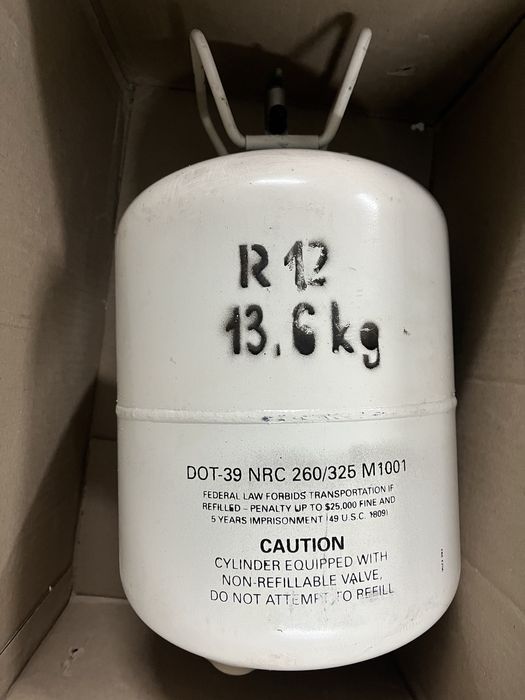 R 12
13.6 kg
DOT-39 NRC 260/325 M1001
FEDERAL LAW FORBIDS TRANSPORTATION IF
REFILLED - PENALTY UP TO $25,000 FINE AND
5 YEARS IMPRISONMENT (49 U.S.C. 1809)
CAUTION
CYLINDER EQUIPPED WITH
NON-REFILLABLE VALVE,
DO NOT ATTEMPT TO REFILL